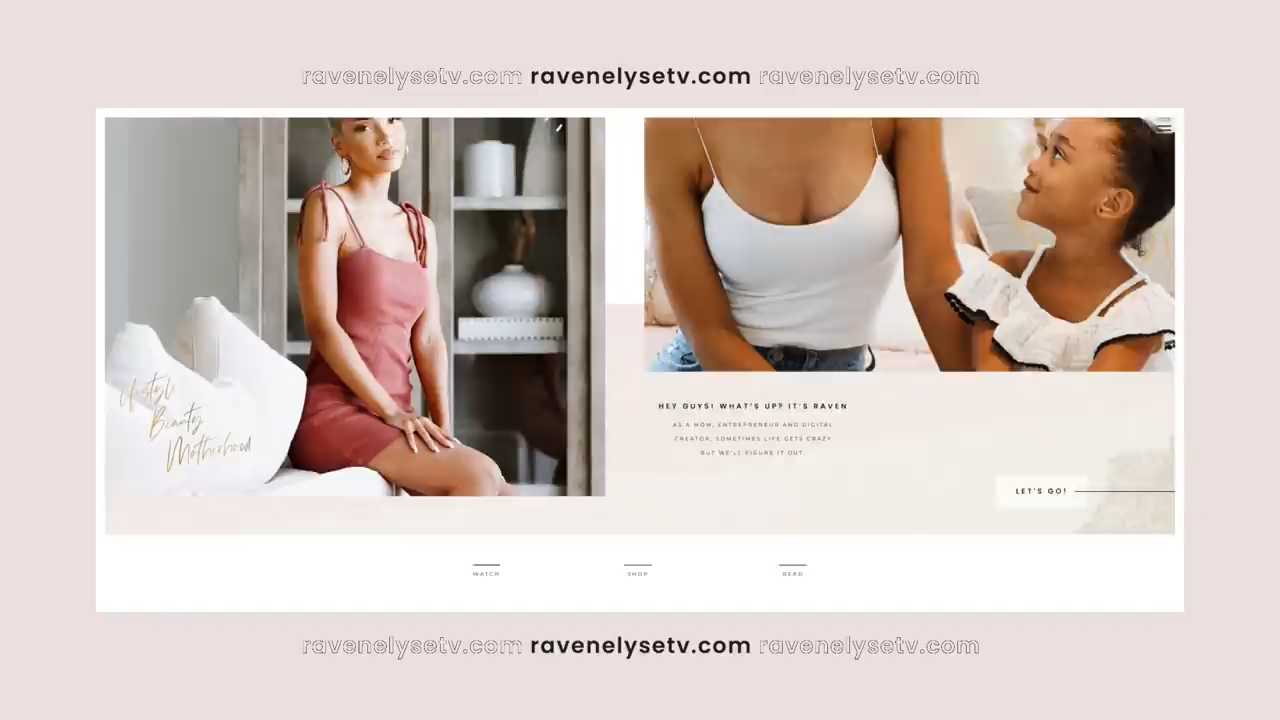 ravenelysetv.com ravenelysetv.com ravenelysetv.com
Lifestyle
Beauty
Motherhood
HEY GUYS! WHAT'S UP? IT'S RAVEN
AS A MOM, ENTREPRENEUR AND DIGITAL
CREATOR, SOMETIMES LIFE GETS CRAZY
BUT WE'LL FIGURE IT OUT
LET'S GO!
WATCH SHOP READ
ravenelysetv.com ravenelysetv.com ravenelysetv.com